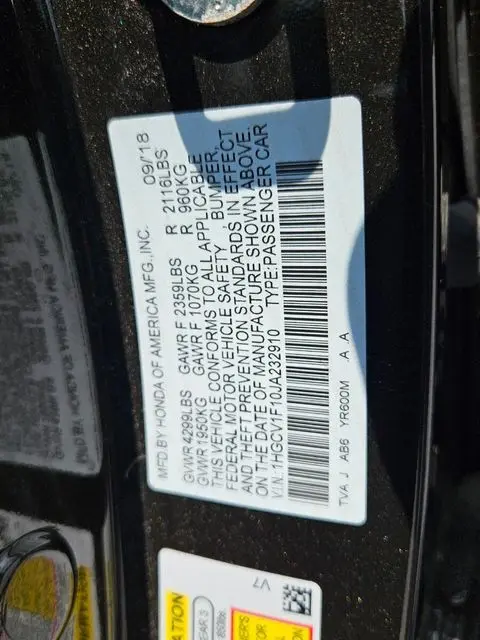 MFD BY HONDA OF AMERICA MFG., INC. 09/18
GVWR 4299LBS GAWR F 2359LBS R 2116LBS
GVWR 1950KG GAWR F 1070KG R 960KG
THIS VEHICLE CONFORMS TO ALL APPLICABLE
FEDERAL MOTOR VEHICLE SAFETY, BUMPER,
AND THEFT PREVENTION STANDARDS, IN EFFECT
ON THE DATE OF MANUFACTURE SHOWN ABOVE.
V.I.N.: 1HGCV1F10JA232910 TYPE:PASSENGER CAR
TVA J AB6 YR600M A A
V7